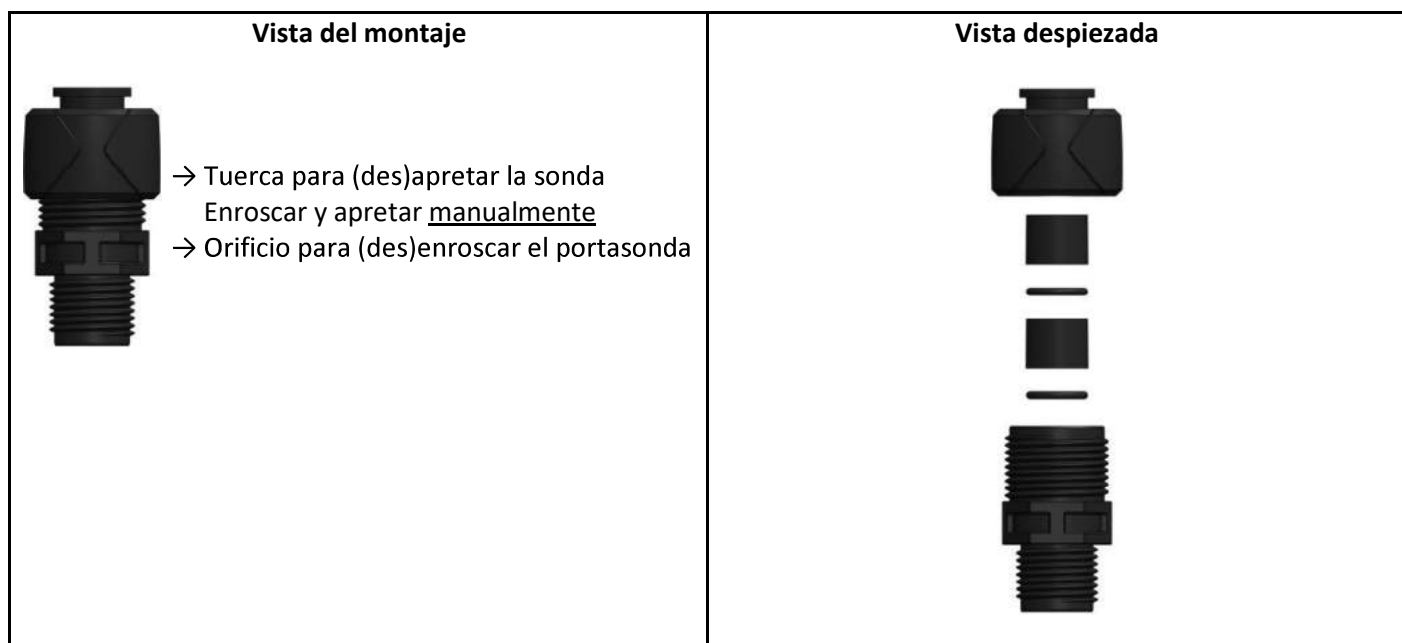 Vista del montaje
Vista despiezada
→ Tuerca para (des)apretar la sonda
Enroscar y apretar manualmente
→ Orificio para (des)enroscar el portasonda